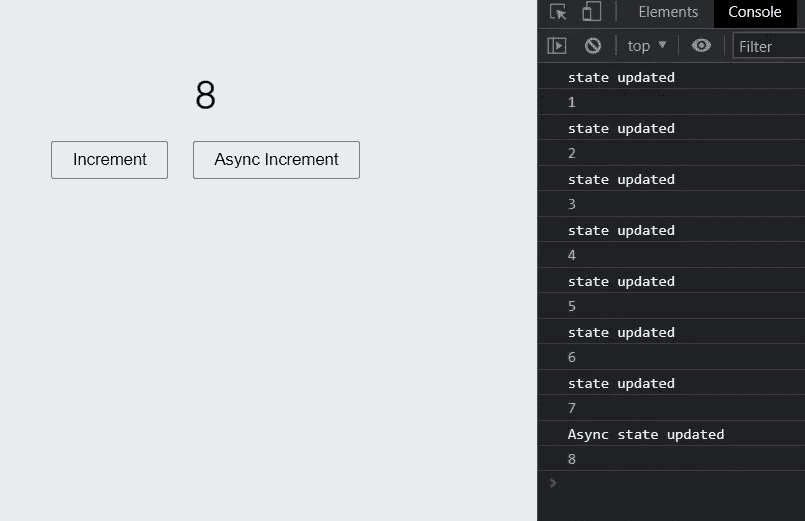 Elements Console
top ▼ Filter
8
Increment Async Increment
state updated
1
state updated
2
state updated
3
state updated
4
state updated
5
state updated
6
state updated
7
Async state updated
8